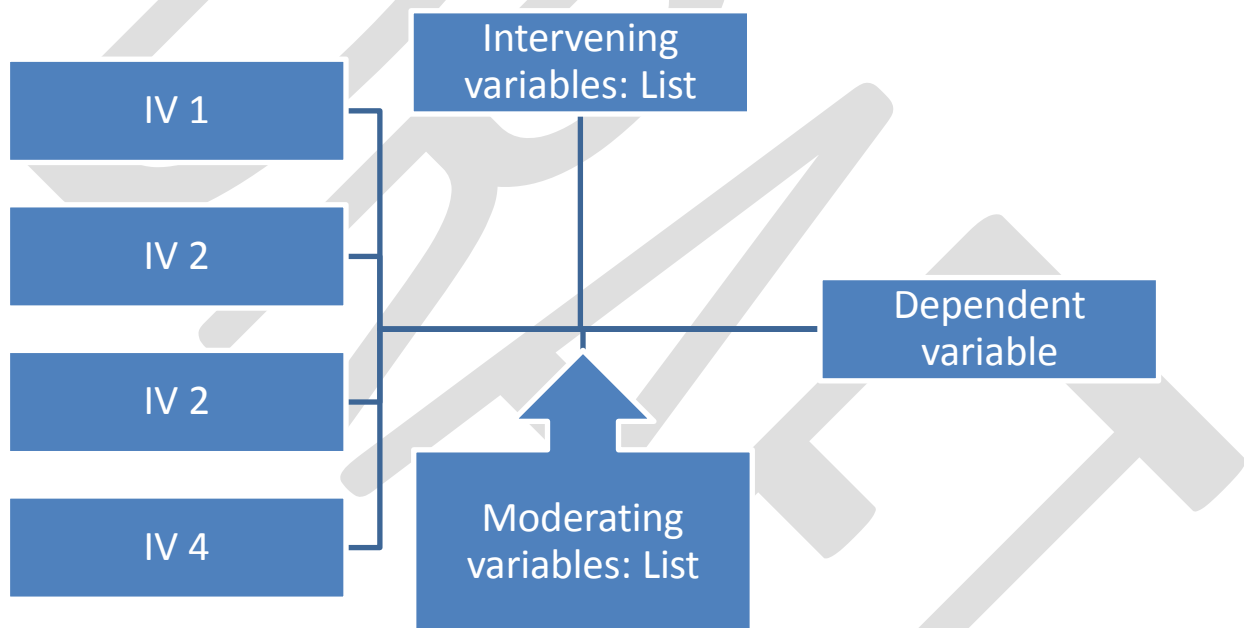 Intervening
variables: List
IV 1
IV 2
Dependent
variable
IV 2
Moderating
variables: List
IV 4